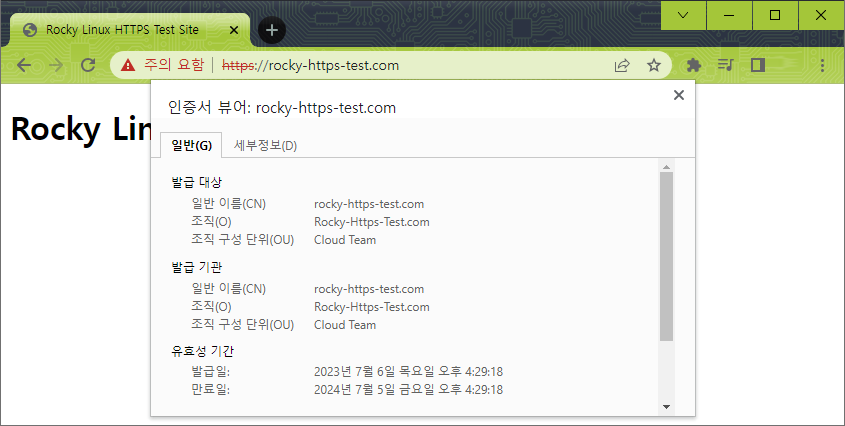 Rocky Linux HTTPS Test Site
주의 요함 | https://rocky-https-test.com
인증서 뷰어: rocky-https-test.com
Rocky Lin
일반(G) 세부정보(D)
발급 대상
일반 이름(CN) rocky-https-test.com
조직(O) Rocky-Https-Test.com
조직 구성 단위(OU) Cloud Team
발급 기관
일반 이름(CN) rocky-https-test.com
조직(O) Rocky-Https-Test.com
조직 구성 단위(OU) Cloud Team
유효성 기간
발급일: 2023년 7월 6일 목요일 오후 4:29:18
만료일: 2024년 7월 5일 금요일 오후 4:29:18